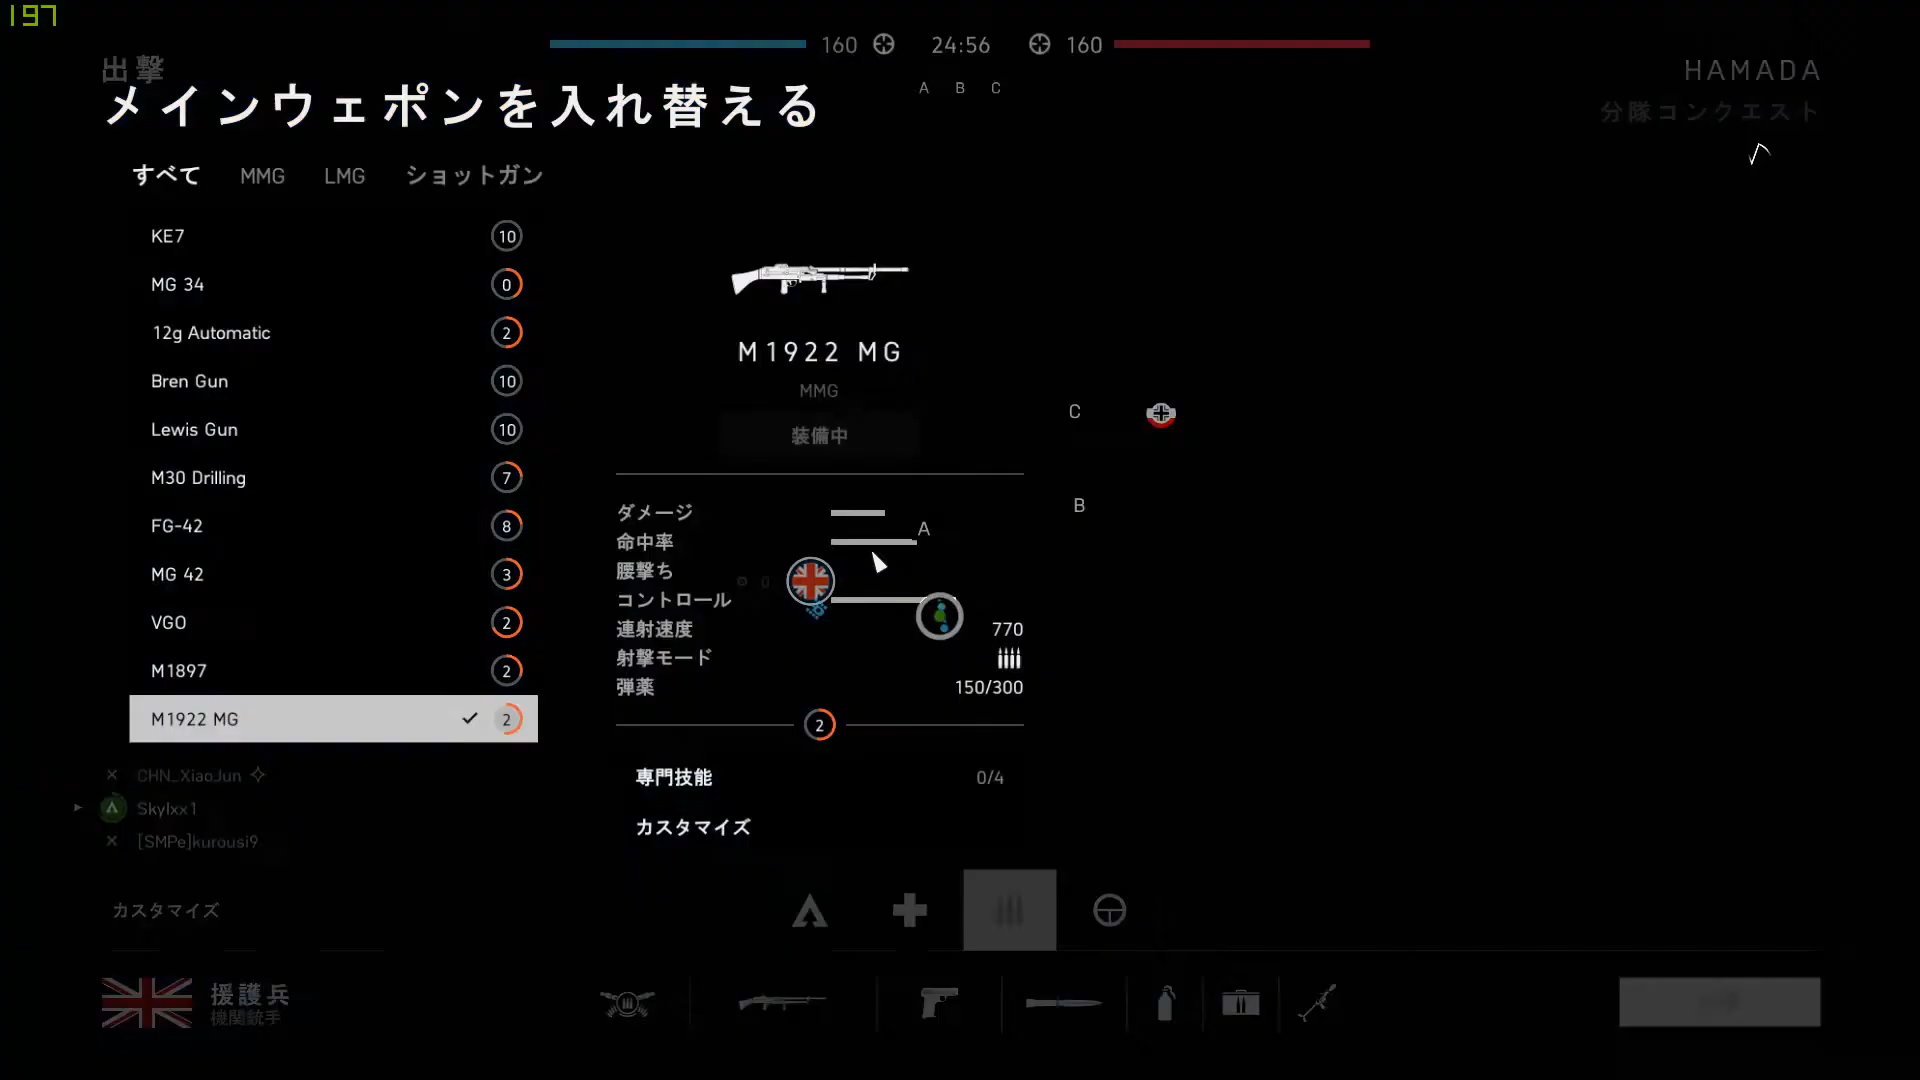 197
160
24:56
160
出撃
HAMADA
メインウェポンを入れ替える
A B C
分隊コンクエスト
すべて MMG LMG ショットガン
KE7 10
MG 34 0
12g Automatic 2
Bren Gun 10
Lewis Gun 10
M30 Drilling 7
FG-42 8
MG 42 3
VGO 2
M1897 2
M1922 MG 2
M1922 MG
MMG
装備中
ダメージ
命中率
腰撃ち
コントロール
連射速度 770
射撃モード
弾薬 150/300
2
専門技能 0/4
カスタマイズ
C
B
A
CHN_XiaoJun
Skylxx1
[SMPe]kurousi9
カスタマイズ
援護兵
機関銃手